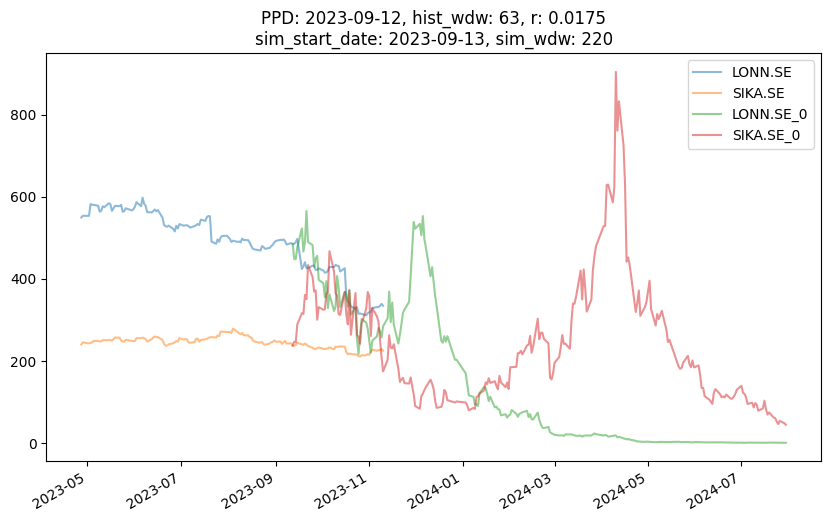 PPD: 2023-09-12, hist_wdw: 63, r: 0.0175
sim_start_date: 2023-09-13, sim_wdw: 220
LONN.SE
SIKA.SE
LONN.SE_0
SIKA.SE_0
800
600
400
200
0
2023-05
2023-07
2023-09
2023-11
2024-01
2024-03
2024-05
2024-07